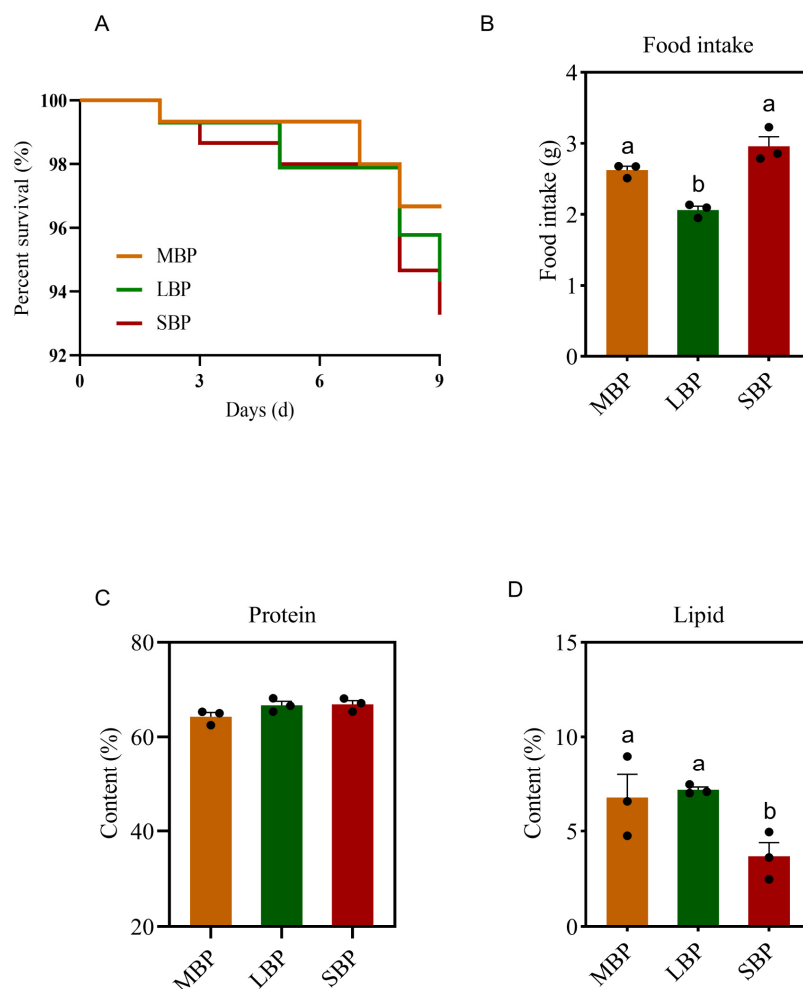 A
Percent survival (%)
100
98
96
94
92
MBP
LBP
SBP
0
3
6
9
Days (d)
B
Food intake
Food intake (g)
4
3
2
1
0
a
b
a
MBP
LBP
SBP
C
Protein
Content (%)
80
60
40
20
MBP
LBP
SBP
D
Lipid
Content (%)
15
10
5
0
a
a
b
MBP
LBP
SBP